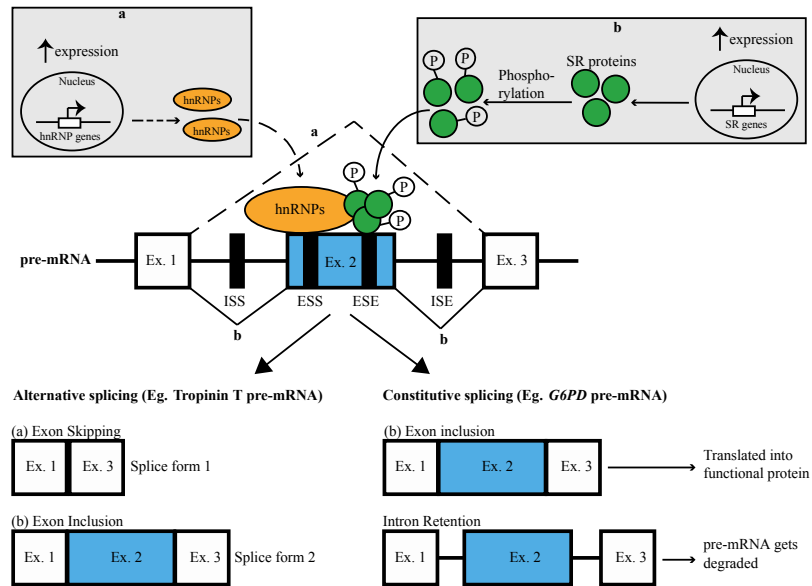 a
expression
Nucleus
hnRNP genes
hnRNPs
hnRNPs
b
P
P
P
Phospho-
rylation
SR proteins
expression
Nucleus
SR genes
a
P
P
P
hnRNPs
pre-mRNA
Ex. 1
Ex. 2
Ex. 3
ISS
ESS
ESE
ISE
b
b
Alternative splicing (Eg. Tropinin T pre-mRNA)
(a) Exon Skipping
Ex. 1
Ex. 3
Splice form 1
(b) Exon Inclusion
Ex. 1
Ex. 2
Ex. 3
Splice form 2
Constitutive splicing (Eg. G6PD pre-mRNA)
(b) Exon inclusion
Ex. 1
Ex. 2
Ex. 3
Translated into
functional protein
Intron Retention
Ex. 1
Ex. 2
Ex. 3
pre-mRNA gets
degraded